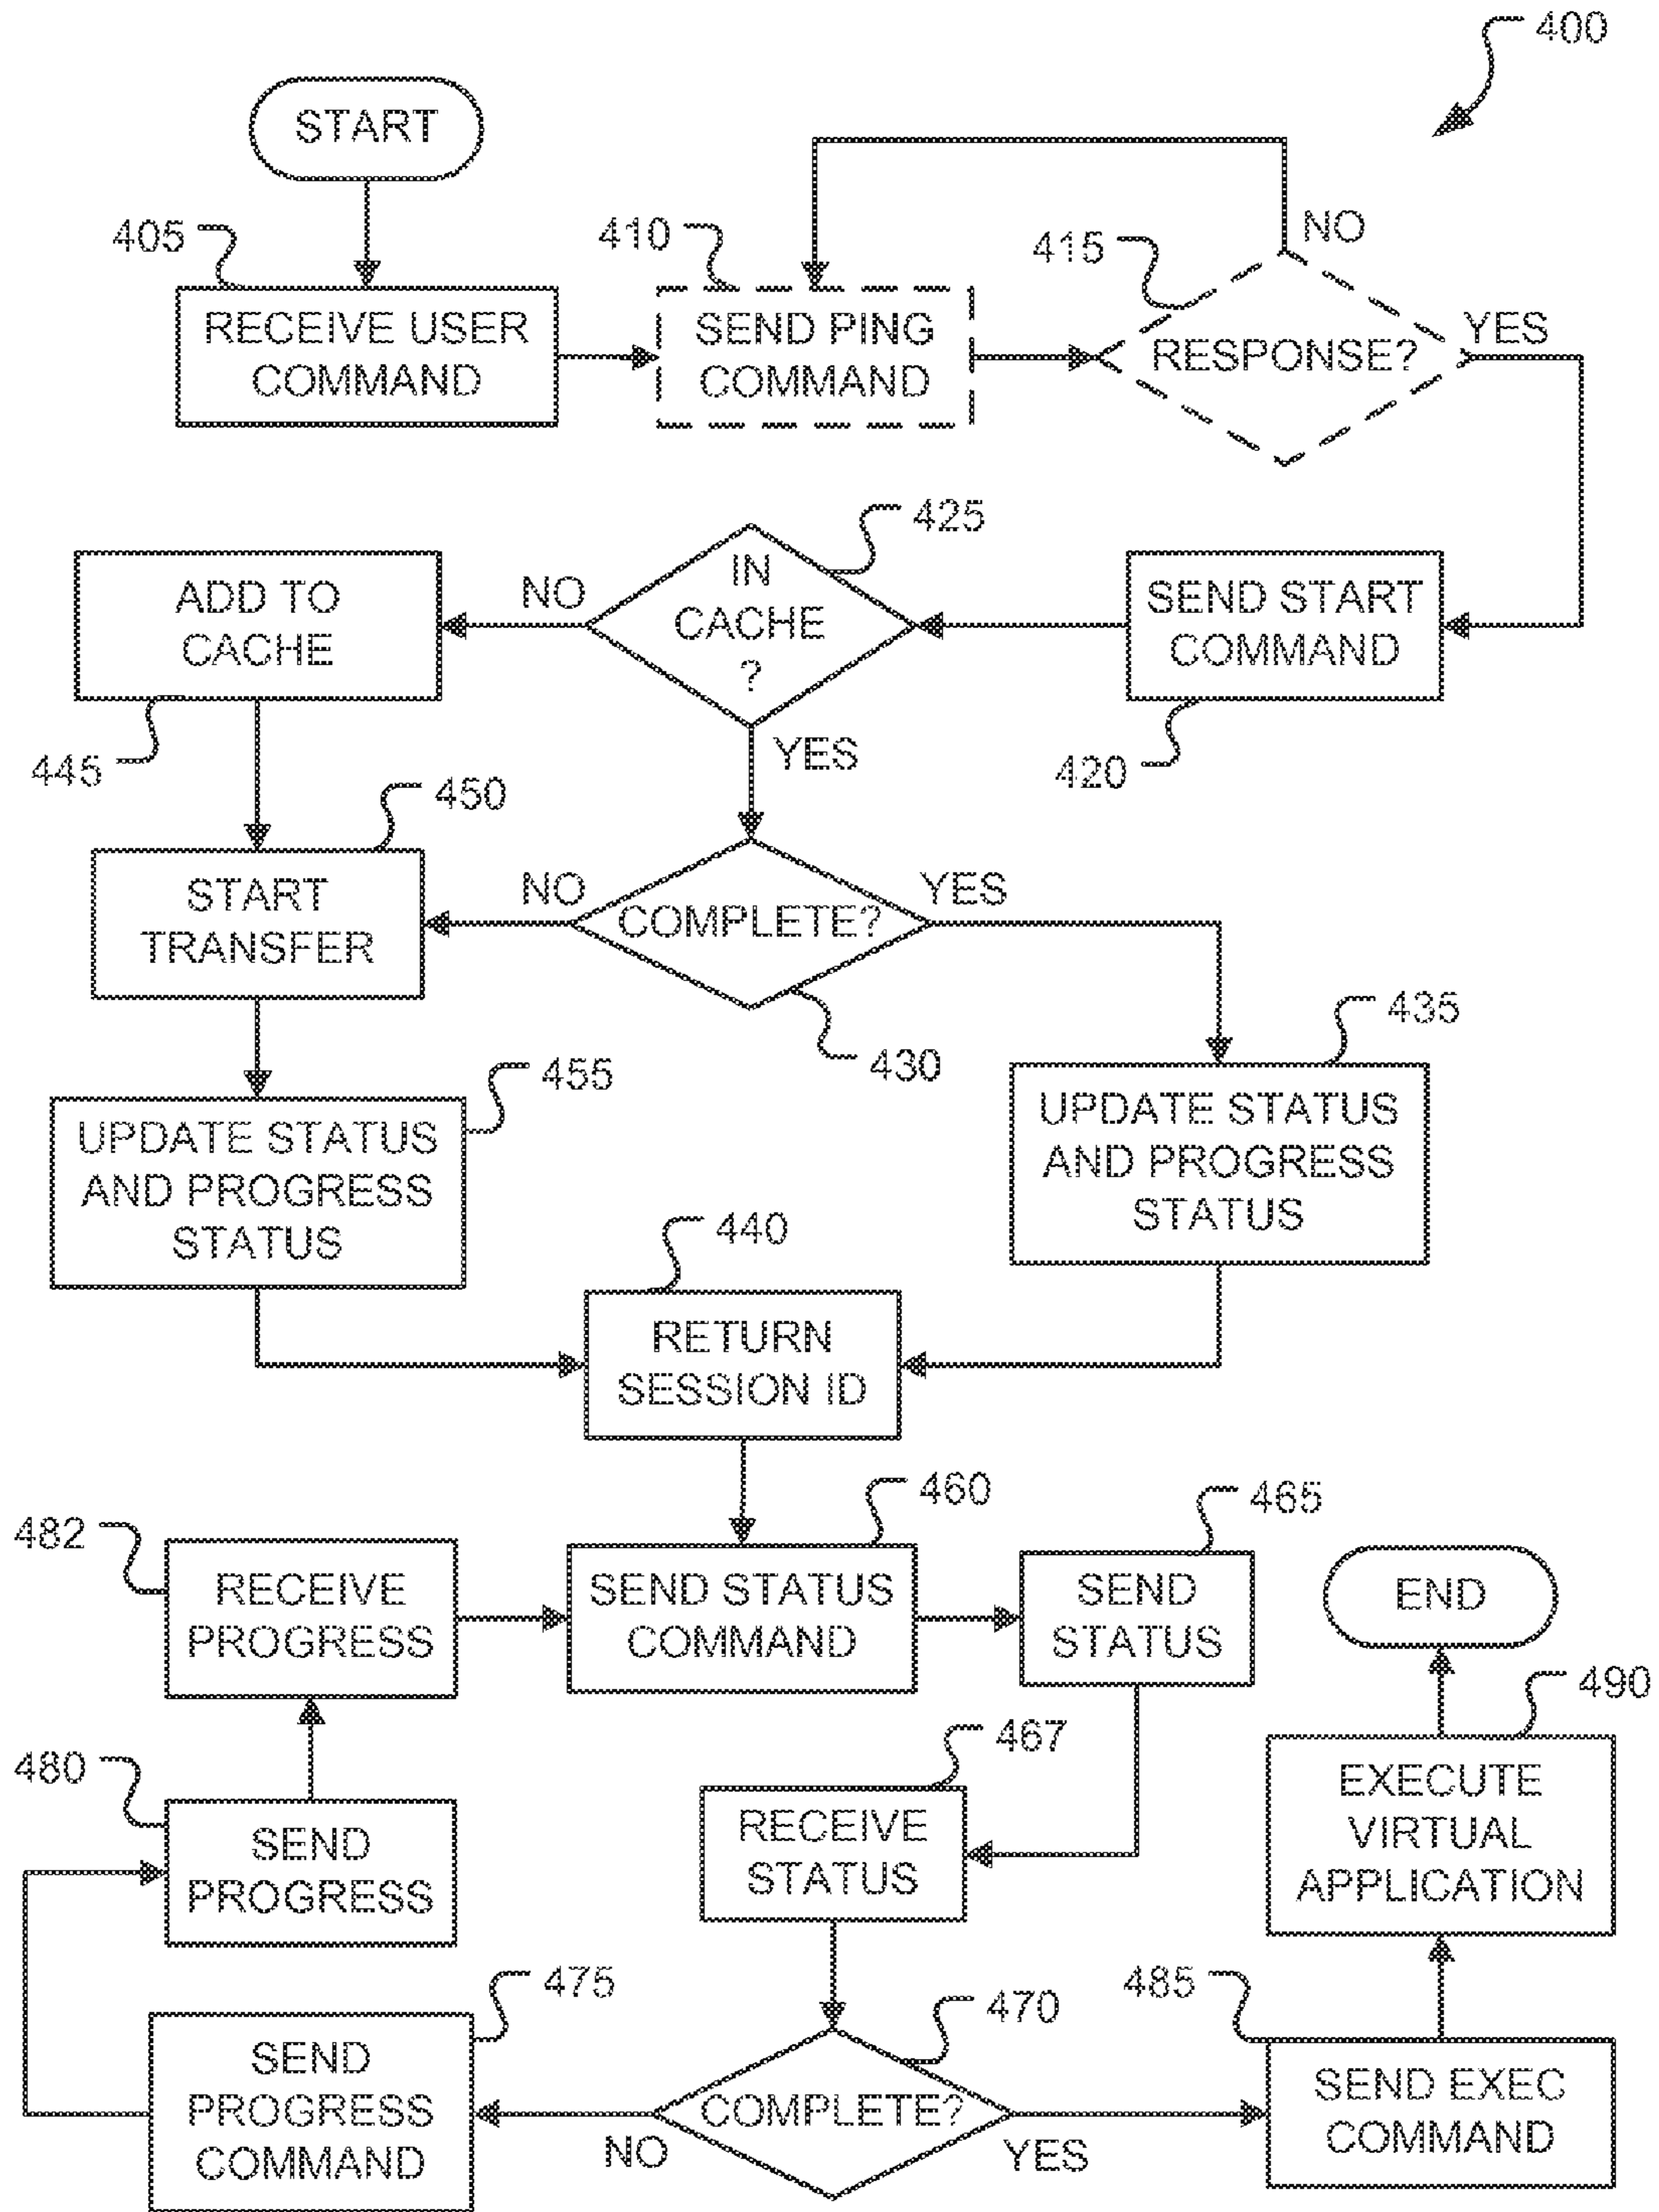 400
START
NO
405
410
415
RECEIVE USER
COMMAND
SEND PING
COMMAND
RESPONSE?
YES
425
ADD TO
CACHE
NO
IN
CACHE
?
SEND START
COMMAND
445
YES
420
450
START
TRANSFER
NO
COMPLETE?
YES
430
435
455
UPDATE STATUS
AND PROGRESS
STATUS
UPDATE STATUS
AND PROGRESS
STATUS
440
RETURN
SESSION ID
460
465
482
RECEIVE
PROGRESS
SEND STATUS
COMMAND
SEND
STATUS
END
467
490
480
SEND
PROGRESS
RECEIVE
STATUS
EXECUTE
VIRTUAL
APPLICATION
475
470
485
SEND
PROGRESS
COMMAND
NO
COMPLETE?
YES
SEND EXEC
COMMAND